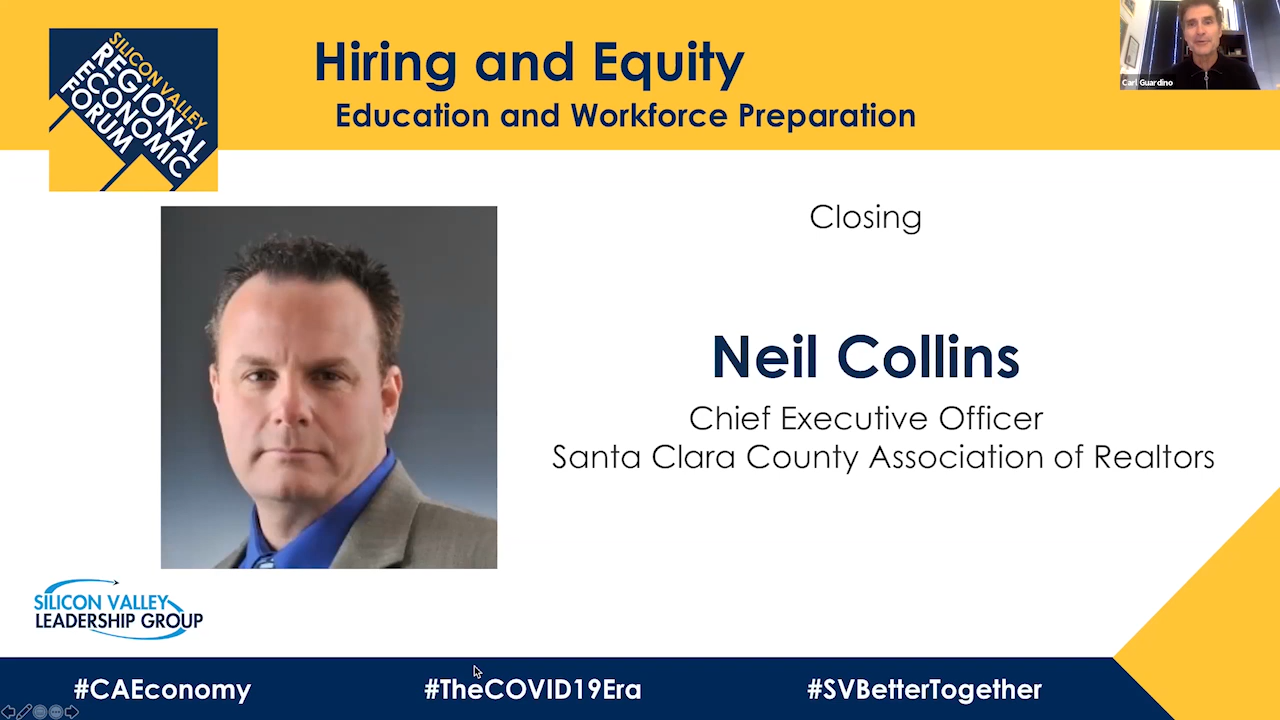 SILICON VALLEY
REGIONAL
ECONOMIC
FORUM
Hiring and Equity
Education and Workforce Preparation
Carl Guardino
Closing
Neil Collins
Chief Executive Officer
Santa Clara County Association of Realtors
SILICON VALLEY
LEADERSHIP GROUP
#CAEconomy
#TheCOVID19Era
#SVBetterTogether